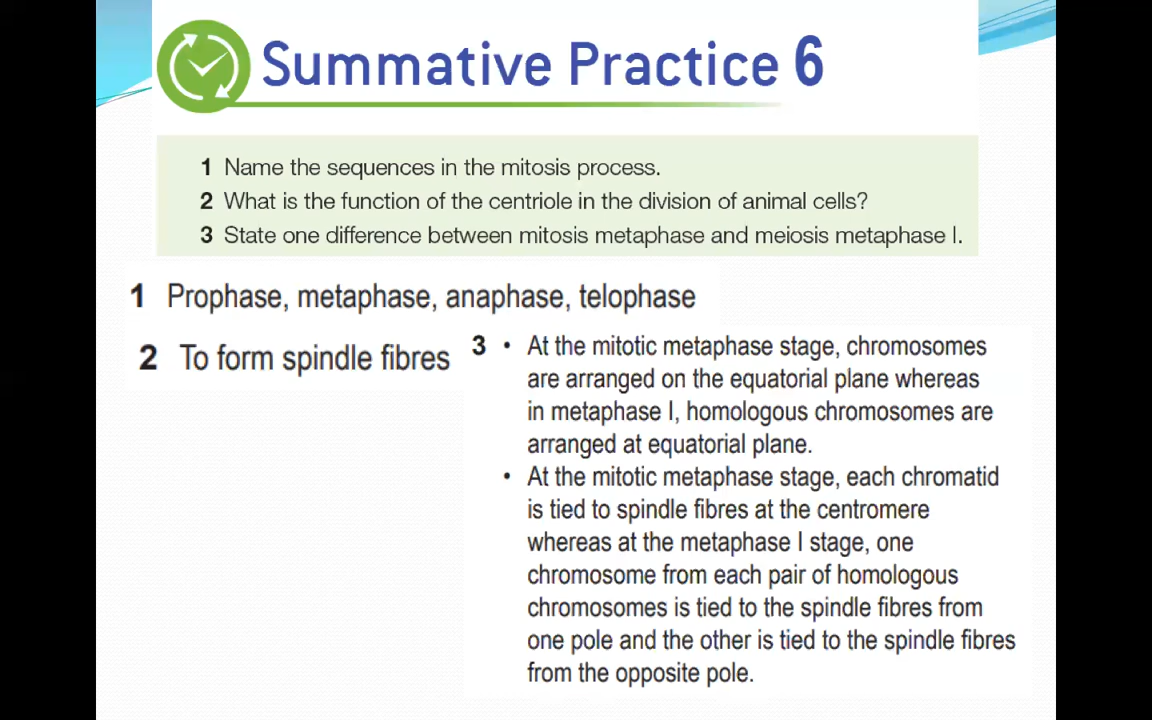 Summative Practice 6
1 Name the sequences in the mitosis process.
2 What is the function of the centriole in the division of animal cells?
3 State one difference between mitosis metaphase and meiosis metaphase I.
1 Prophase, metaphase, anaphase, telophase
2 To form spindle fibres
3 • At the mitotic metaphase stage, chromosomes
are arranged on the equatorial plane whereas
in metaphase I, homologous chromosomes are
arranged at equatorial plane.
• At the mitotic metaphase stage, each chromatid
is tied to spindle fibres at the centromere
whereas at the metaphase I stage, one
chromosome from each pair of homologous
chromosomes is tied to the spindle fibres from
one pole and the other is tied to the spindle fibres
from the opposite pole.